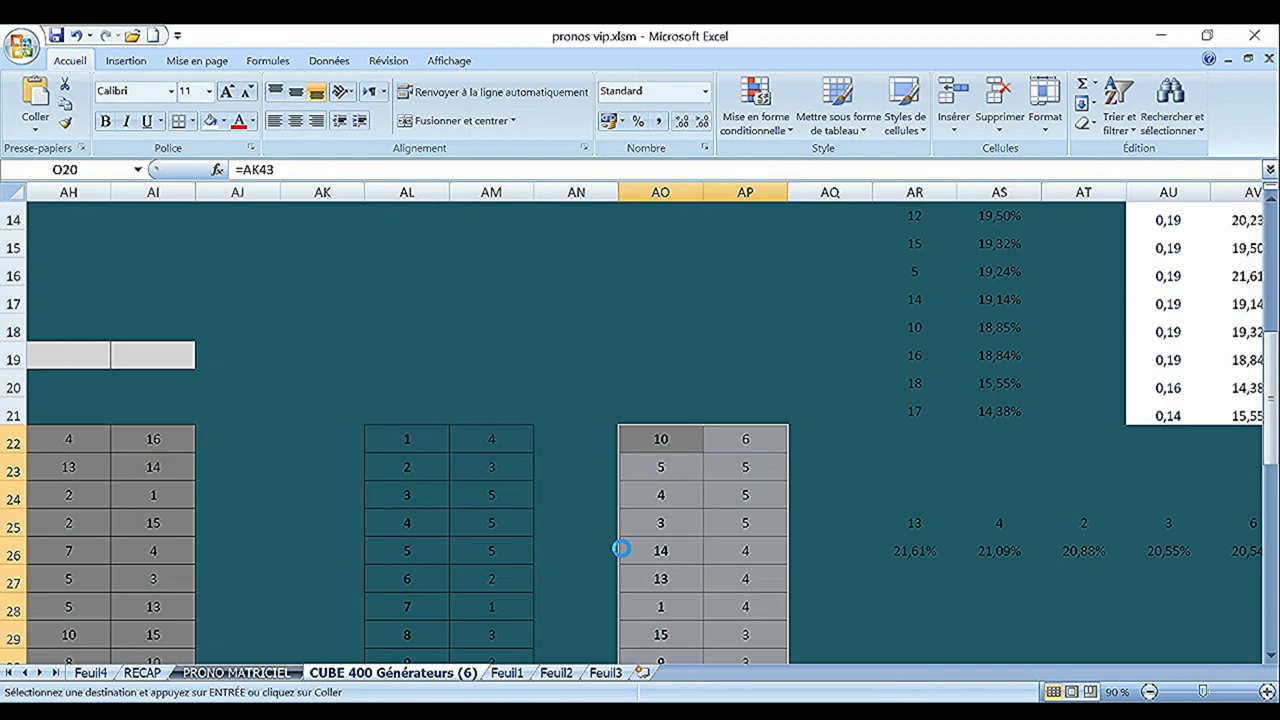 pronos vip.xlsm - Microsoft Excel
Accueil Insertion Mise en page Formules Données Révision Affichage
Coller Calibri 11 G I S A Renvoyer à la ligne automatiquement Fusionner et centrer Standard % Mise en forme conditionnelle Mettre sous forme de tableau Styles de cellules Insérer Supprimer Format Σ Trier et filtrer Rechercher et sélectionner
Presse-papiers Police Alignement Nombre Style Cellules Édition
O20 fx =AK43
AH AI AJ AK AL AM AN AO AP AQ AR AS AT AU AV
14 12 19,50% 0,19 20,23
15 15 19,32% 0,19 19,50
16 5 19,24% 0,19 21,61
17 14 19,14% 0,19 19,14
18 10 18,85% 0,19 19,32
19 16 18,84% 0,19 18,84
20 18 15,55% 0,16 14,38
21 17 14,38% 0,14 15,55
22 4 16 1 4 10 6
23 13 14 2 3 5 5
24 2 1 3 5 4 5
25 2 15 4 5 3 5 13 4 2 3 6
26 7 4 5 5 14 4 21,61% 21,09% 20,88% 20,55% 20,54
27 5 3 6 2 13 4
28 5 13 7 1 1 4
29 10 15 8 3 15 3
8 10 9 3 9 3
Feuil4 RECAP PRONO MATRICIEL CUBE 400 Générateurs (6) Feuil1 Feuil2 Feuil3
Sélectionnez une destination et appuyez sur ENTRÉE ou cliquez sur Coller 90 %